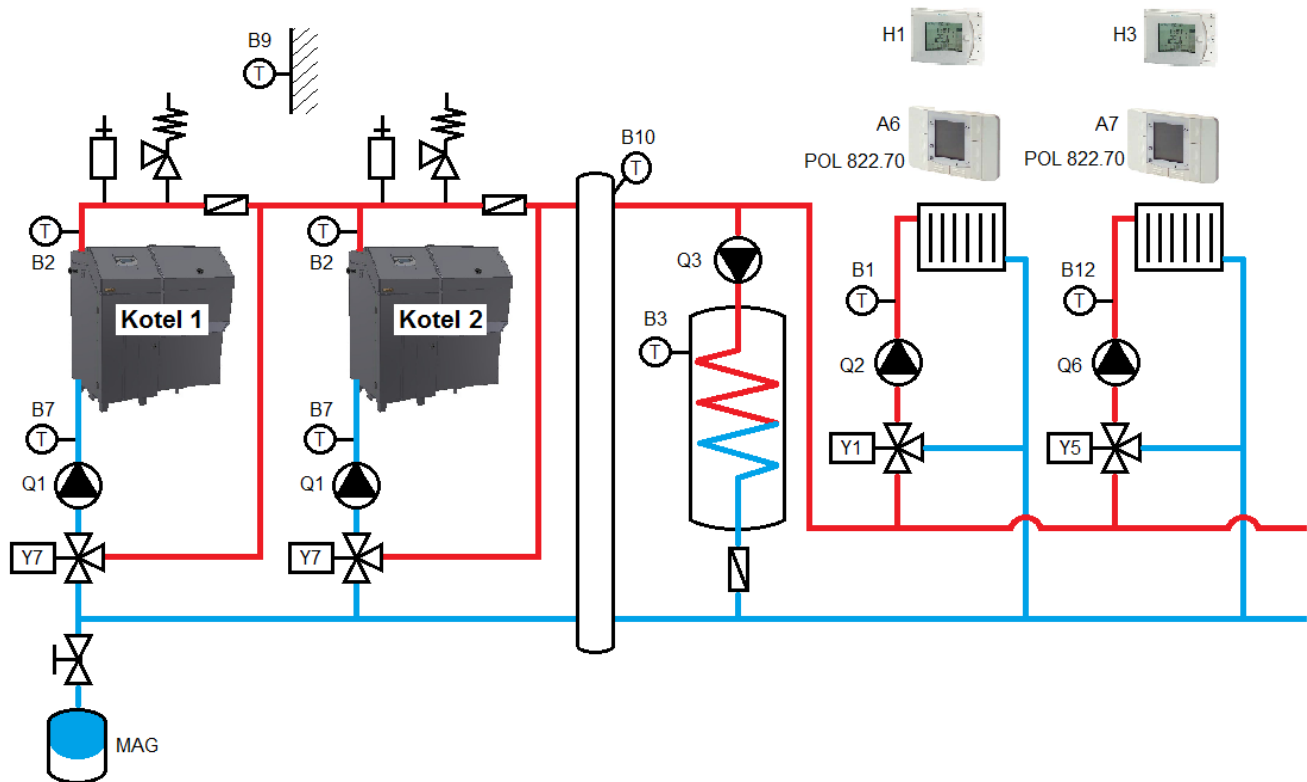 H1
H3
B9
T
A6
A7
POL 822.70
POL 822.70
B10
T
T
B2
T
B2
Q3
B1
T
B12
T
Kotel 1
Kotel 2
B3
T
Q2
Q6
B7
T
B7
T
Y1
Y5
Q1
Q1
Y7
Y7
MAG